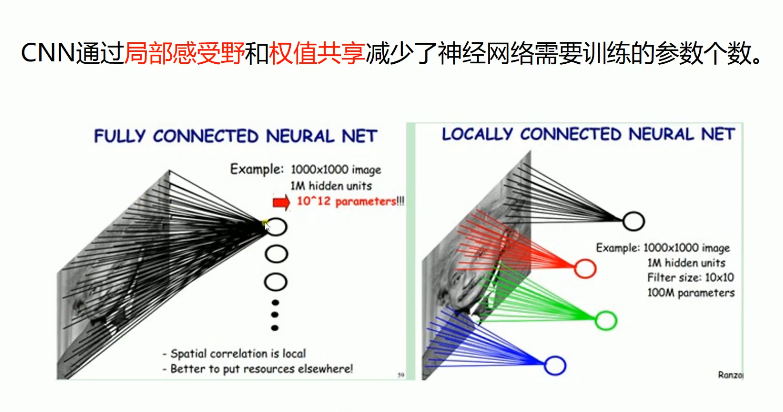 CNN通过局部感受野和权值共享减少了神经网络需要训练的参数个数。
FULLY CONNECTED NEURAL NET
Example: 1000x1000 image
1M hidden units
10^12 parameters!!!
- Spatial correlation is local
- Better to put resources elsewhere!
59
LOCALLY CONNECTED NEURAL NET
Example: 1000x1000 image
1M hidden units
Filter size: 10x10
100M parameters
Ranzo